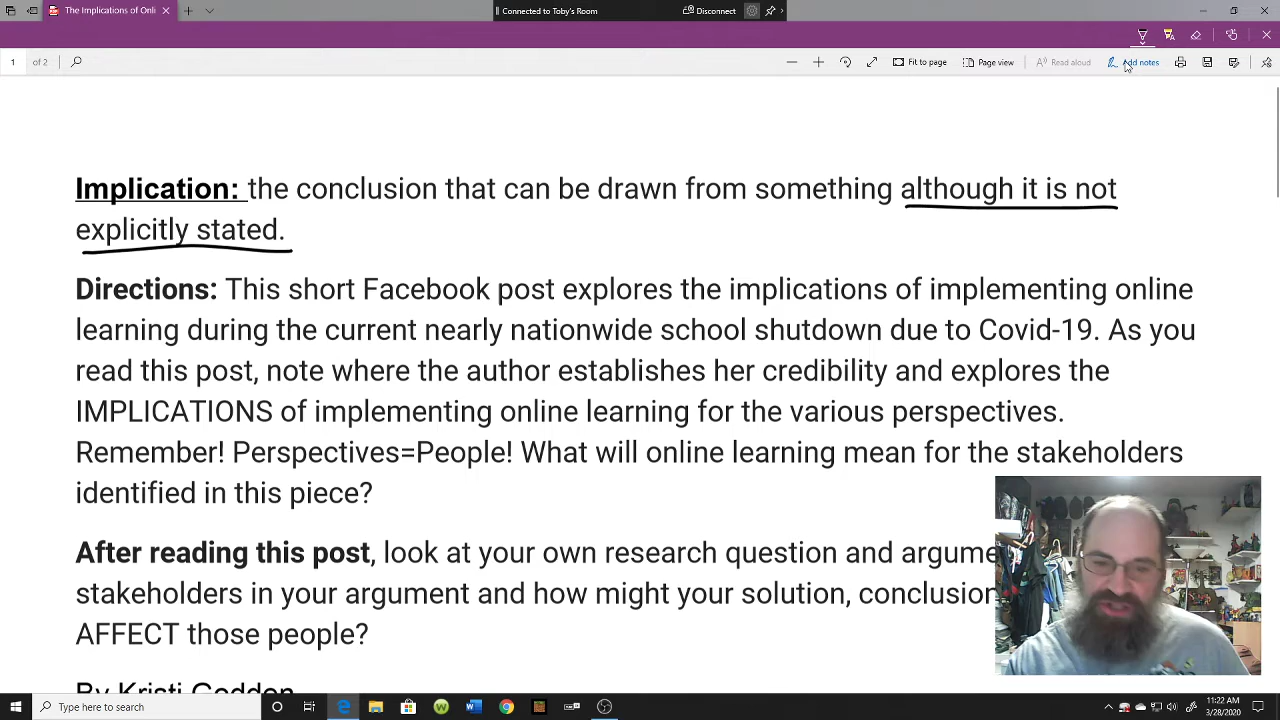 The Implications of Onli
Connected to Toby's Room
Disconnect
1 of 2
Fit to page
Page view
Read aloud
Add notes
Implication: the conclusion that can be drawn from something although it is not
explicitly stated.
Directions: This short Facebook post explores the implications of implementing online
learning during the current nearly nationwide school shutdown due to Covid-19. As you
read this post, note where the author establishes her credibility and explores the
IMPLICATIONS of implementing online learning for the various perspectives.
Remember! Perspectives=People! What will online learning mean for the stakeholders
identified in this piece?
After reading this post, look at your own research question and argume
stakeholders in your argument and how might your solution, conclusion
AFFECT those people?
By Kristi
Type here to search
11:22 AM
3/28/2020